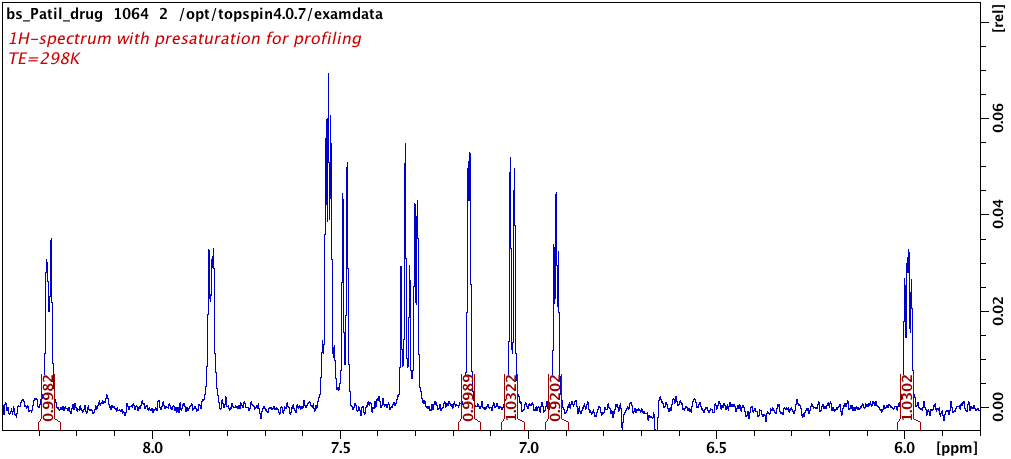 bs_Patil_drug 1064 2 /opt/topspin4.0.7/examdata
1H-spectrum with presaturation for profiling
TE=298K
[rel]
0.06
0.04
0.02
0.00
0.9982
0.9989
1.0322
0.9202
1.0302
8.0 7.5 7.0 6.5 6.0 [ppm]